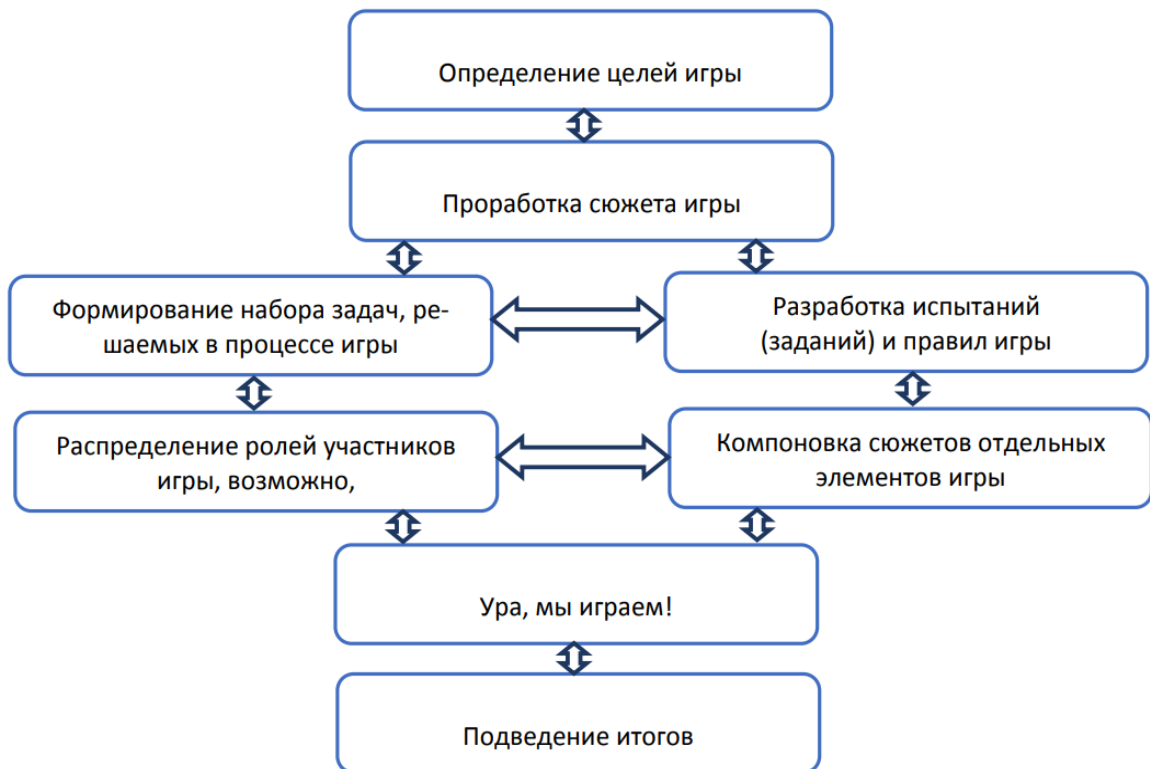 Определение целей игры
Проработка сюжета игры
Формирование набора задач, ре-
шаемых в процессе игры
Разработка испытаний
(заданий) и правил игры
Распределение ролей участников
игры, возможно,
Компоновка сюжетов отдельных
элементов игры
Ура, мы играем!
Подведение итогов